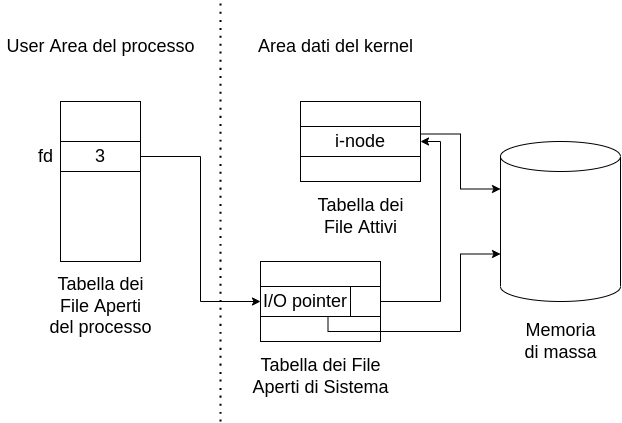 User Area del processo
Area dati del kernel
fd
3
i-node
Tabella dei
File Attivi
I/O pointer
Tabella dei
File Aperti
del processo
Tabella dei File
Aperti di Sistema
Memoria
di massa